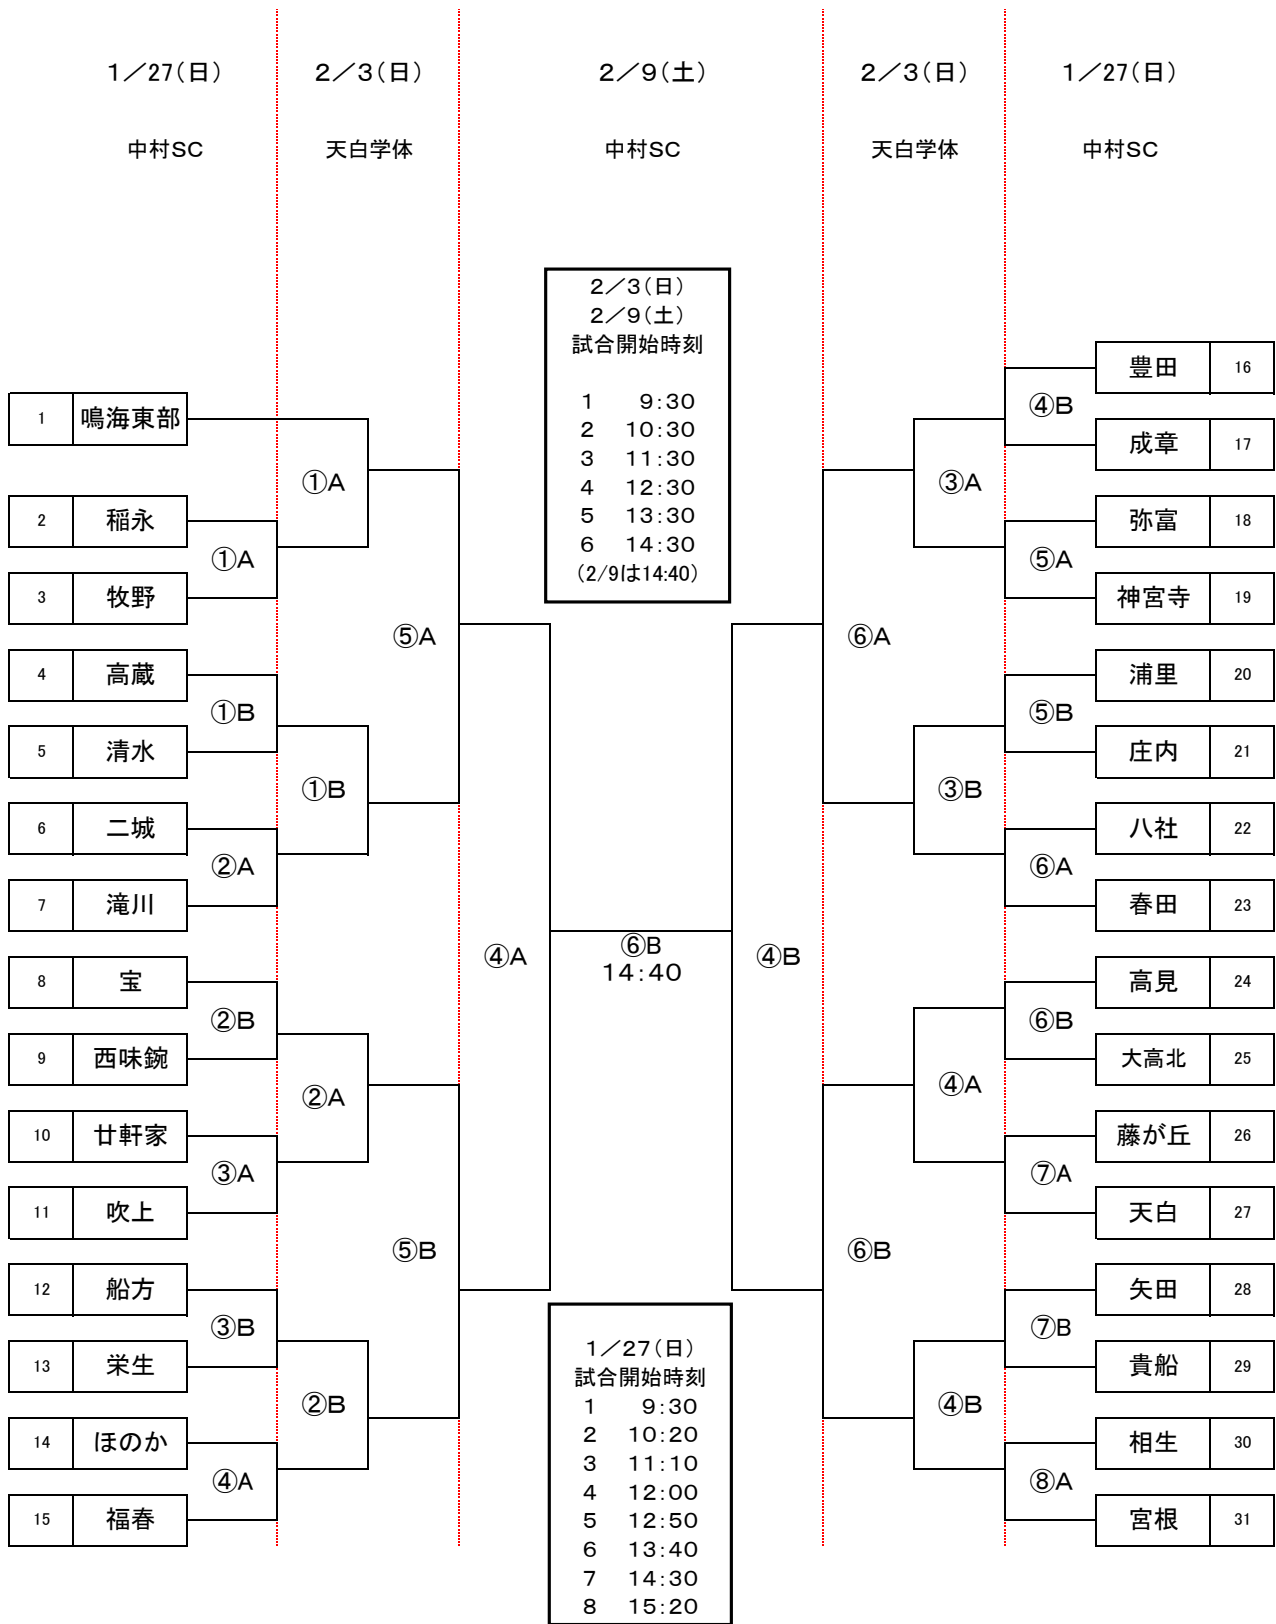 1／27(日)
2／3(日)
2／9(土)
2／3(日)
1／27(日)
中村SC
天白学体
中村SC
天白学体
中村SC
2／3(日)
2／9(土)
試合開始時刻
1 9:30
2 10:30
3 11:30
4 12:30
5 13:30
6 14:30
(2/9は14:40)
1 鳴海東部
2 稲永
3 牧野
4 高蔵
5 清水
6 二城
7 滝川
8 宝
9 西味鋺
10 廿軒家
11 吹上
12 船方
13 栄生
14 ほのか
15 福春
①A
①B
②A
②B
③A
③B
④A
①A
①B
②A
②B
⑤A
⑤B
④A
⑥B
14:40
④B
⑥A
⑥B
③A
③B
④A
④B
④B
⑤A
⑤B
⑥A
⑥B
⑦A
⑦B
⑧A
豊田 16
成章 17
弥富 18
神宮寺 19
浦里 20
庄内 21
八社 22
春田 23
高見 24
大高北 25
藤が丘 26
天白 27
矢田 28
貴船 29
相生 30
宮根 31
1／27(日)
試合開始時刻
1 9:30
2 10:20
3 11:10
4 12:00
5 12:50
6 13:40
7 14:30
8 15:20